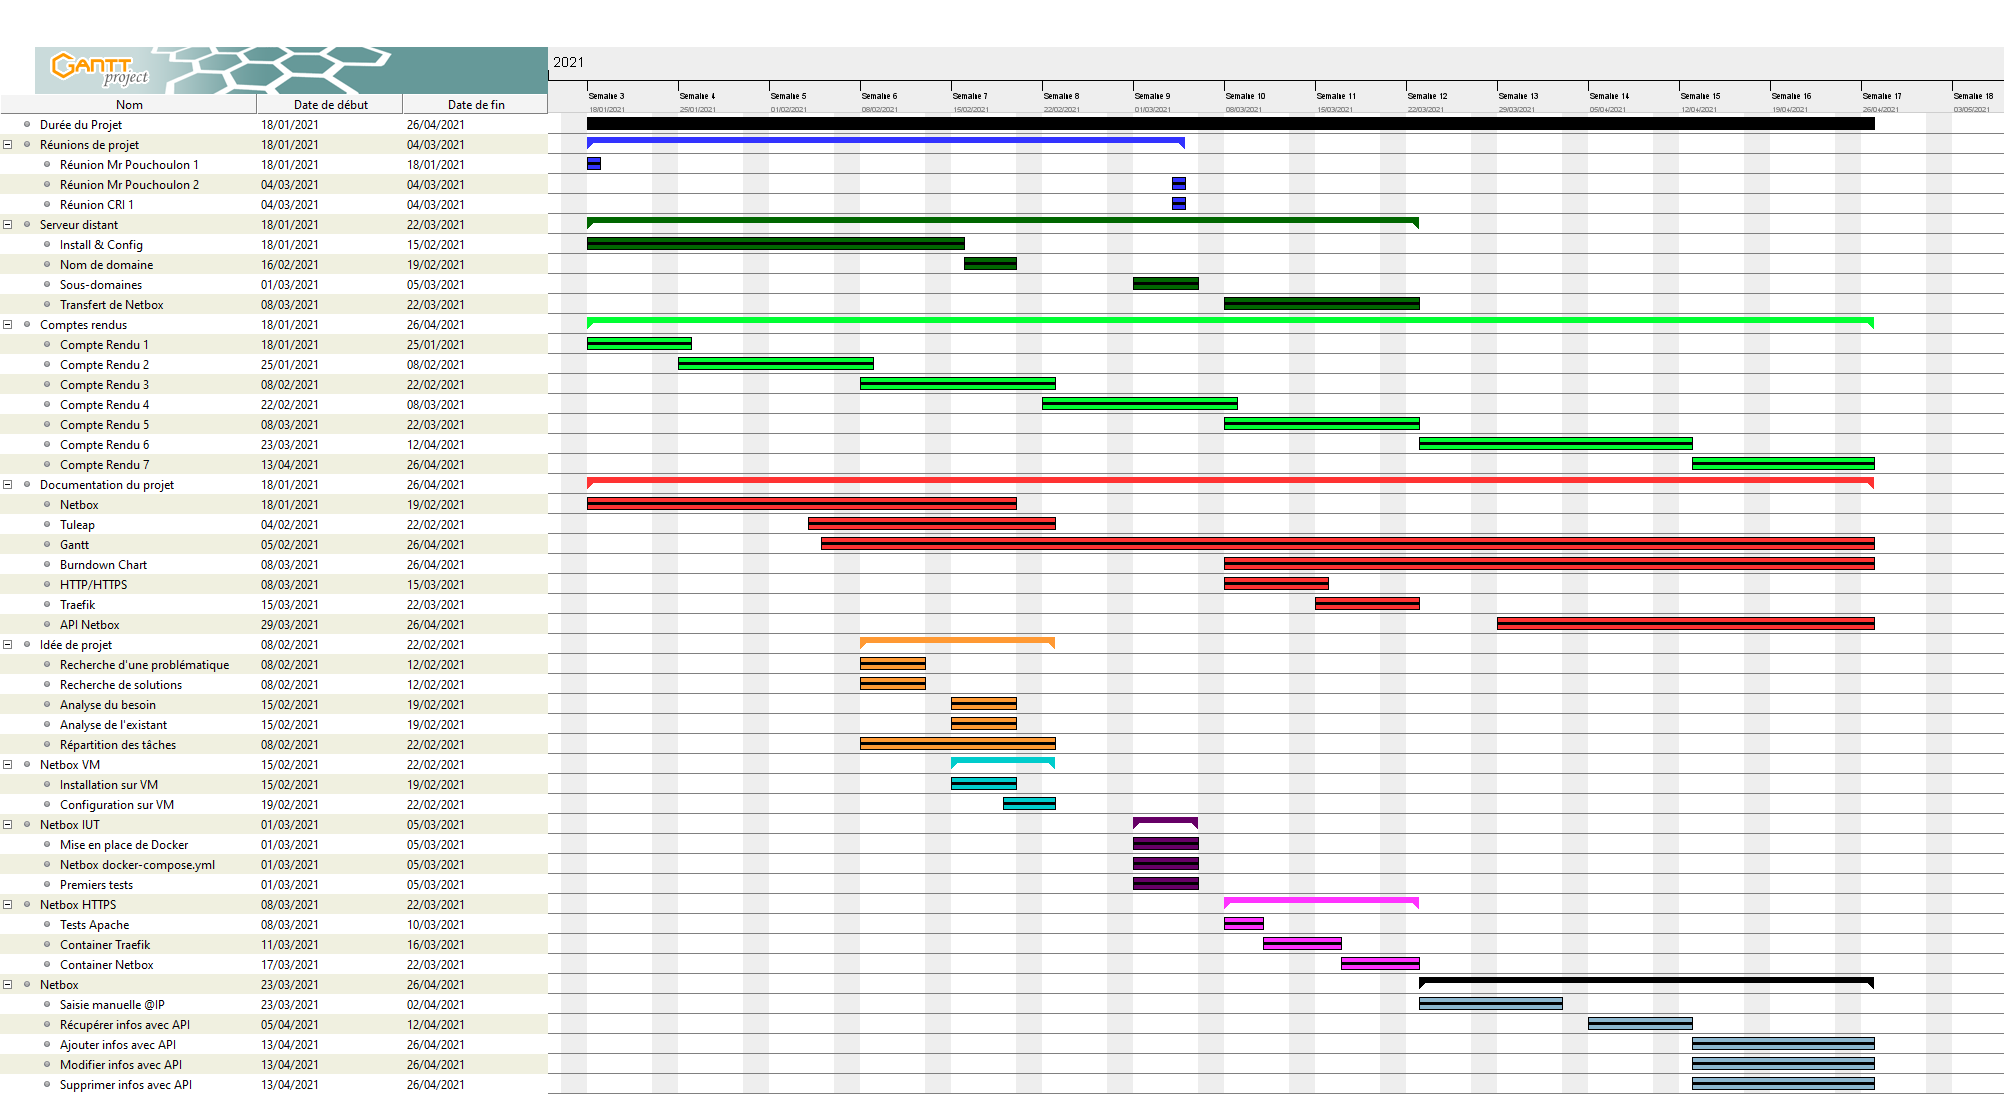 GANTT
project
2021
Semaine 3 Semaine 4 Semaine 5 Semaine 6 Semaine 7 Semaine 8 Semaine 9 Semaine 10 Semaine 11 Semaine 12 Semaine 13 Semaine 14 Semaine 15 Semaine 16 Semaine 17 Semaine 18
18/01/2021 25/01/2021 01/02/2021 08/02/2021 15/02/2021 22/02/2021 01/03/2021 08/03/2021 15/03/2021 22/03/2021 29/03/2021 05/04/2021 12/04/2021 19/04/2021 26/04/2021 03/05/2021
Nom Date de début Date de fin
Durée du Projet 18/01/2021 26/04/2021
Réunions de projet 18/01/2021 04/03/2021
Réunion Mr Pouchoulon 1 18/01/2021 18/01/2021
Réunion Mr Pouchoulon 2 04/03/2021 04/03/2021
Réunion CRI 1 04/03/2021 04/03/2021
Serveur distant 18/01/2021 22/03/2021
Install & Config 18/01/2021 15/02/2021
Nom de domaine 16/02/2021 19/02/2021
Sous-domaines 01/03/2021 05/03/2021
Transfert de Netbox 08/03/2021 22/03/2021
Comptes rendus 18/01/2021 26/04/2021
Compte Rendu 1 18/01/2021 25/01/2021
Compte Rendu 2 25/01/2021 08/02/2021
Compte Rendu 3 08/02/2021 22/02/2021
Compte Rendu 4 22/02/2021 08/03/2021
Compte Rendu 5 08/03/2021 22/03/2021
Compte Rendu 6 23/03/2021 12/04/2021
Compte Rendu 7 13/04/2021 26/04/2021
Documentation du projet 18/01/2021 26/04/2021
Netbox 18/01/2021 19/02/2021
Tuleap 04/02/2021 22/02/2021
Gantt 05/02/2021 26/04/2021
Burndown Chart 08/03/2021 26/04/2021
HTTP/HTTPS 08/03/2021 15/03/2021
Traefik 15/03/2021 22/03/2021
API Netbox 29/03/2021 26/04/2021
Idée de projet 08/02/2021 22/02/2021
Recherche d'une problématique 08/02/2021 12/02/2021
Recherche de solutions 08/02/2021 12/02/2021
Analyse du besoin 15/02/2021 19/02/2021
Analyse de l'existant 15/02/2021 19/02/2021
Répartition des tâches 08/02/2021 22/02/2021
Netbox VM 15/02/2021 22/02/2021
Installation sur VM 15/02/2021 19/02/2021
Configuration sur VM 19/02/2021 22/02/2021
Netbox IUT 01/03/2021 05/03/2021
Mise en place de Docker 01/03/2021 05/03/2021
Netbox docker-compose.yml 01/03/2021 05/03/2021
Premiers tests 01/03/2021 05/03/2021
Netbox HTTPS 08/03/2021 22/03/2021
Tests Apache 08/03/2021 10/03/2021
Container Traefik 11/03/2021 16/03/2021
Container Netbox 17/03/2021 22/03/2021
Netbox 23/03/2021 26/04/2021
Saisie manuelle @IP 23/03/2021 02/04/2021
Récupérer infos avec API 05/04/2021 12/04/2021
Ajouter infos avec API 13/04/2021 26/04/2021
Modifier infos avec API 13/04/2021 26/04/2021
Supprimer infos avec API 13/04/2021 26/04/2021